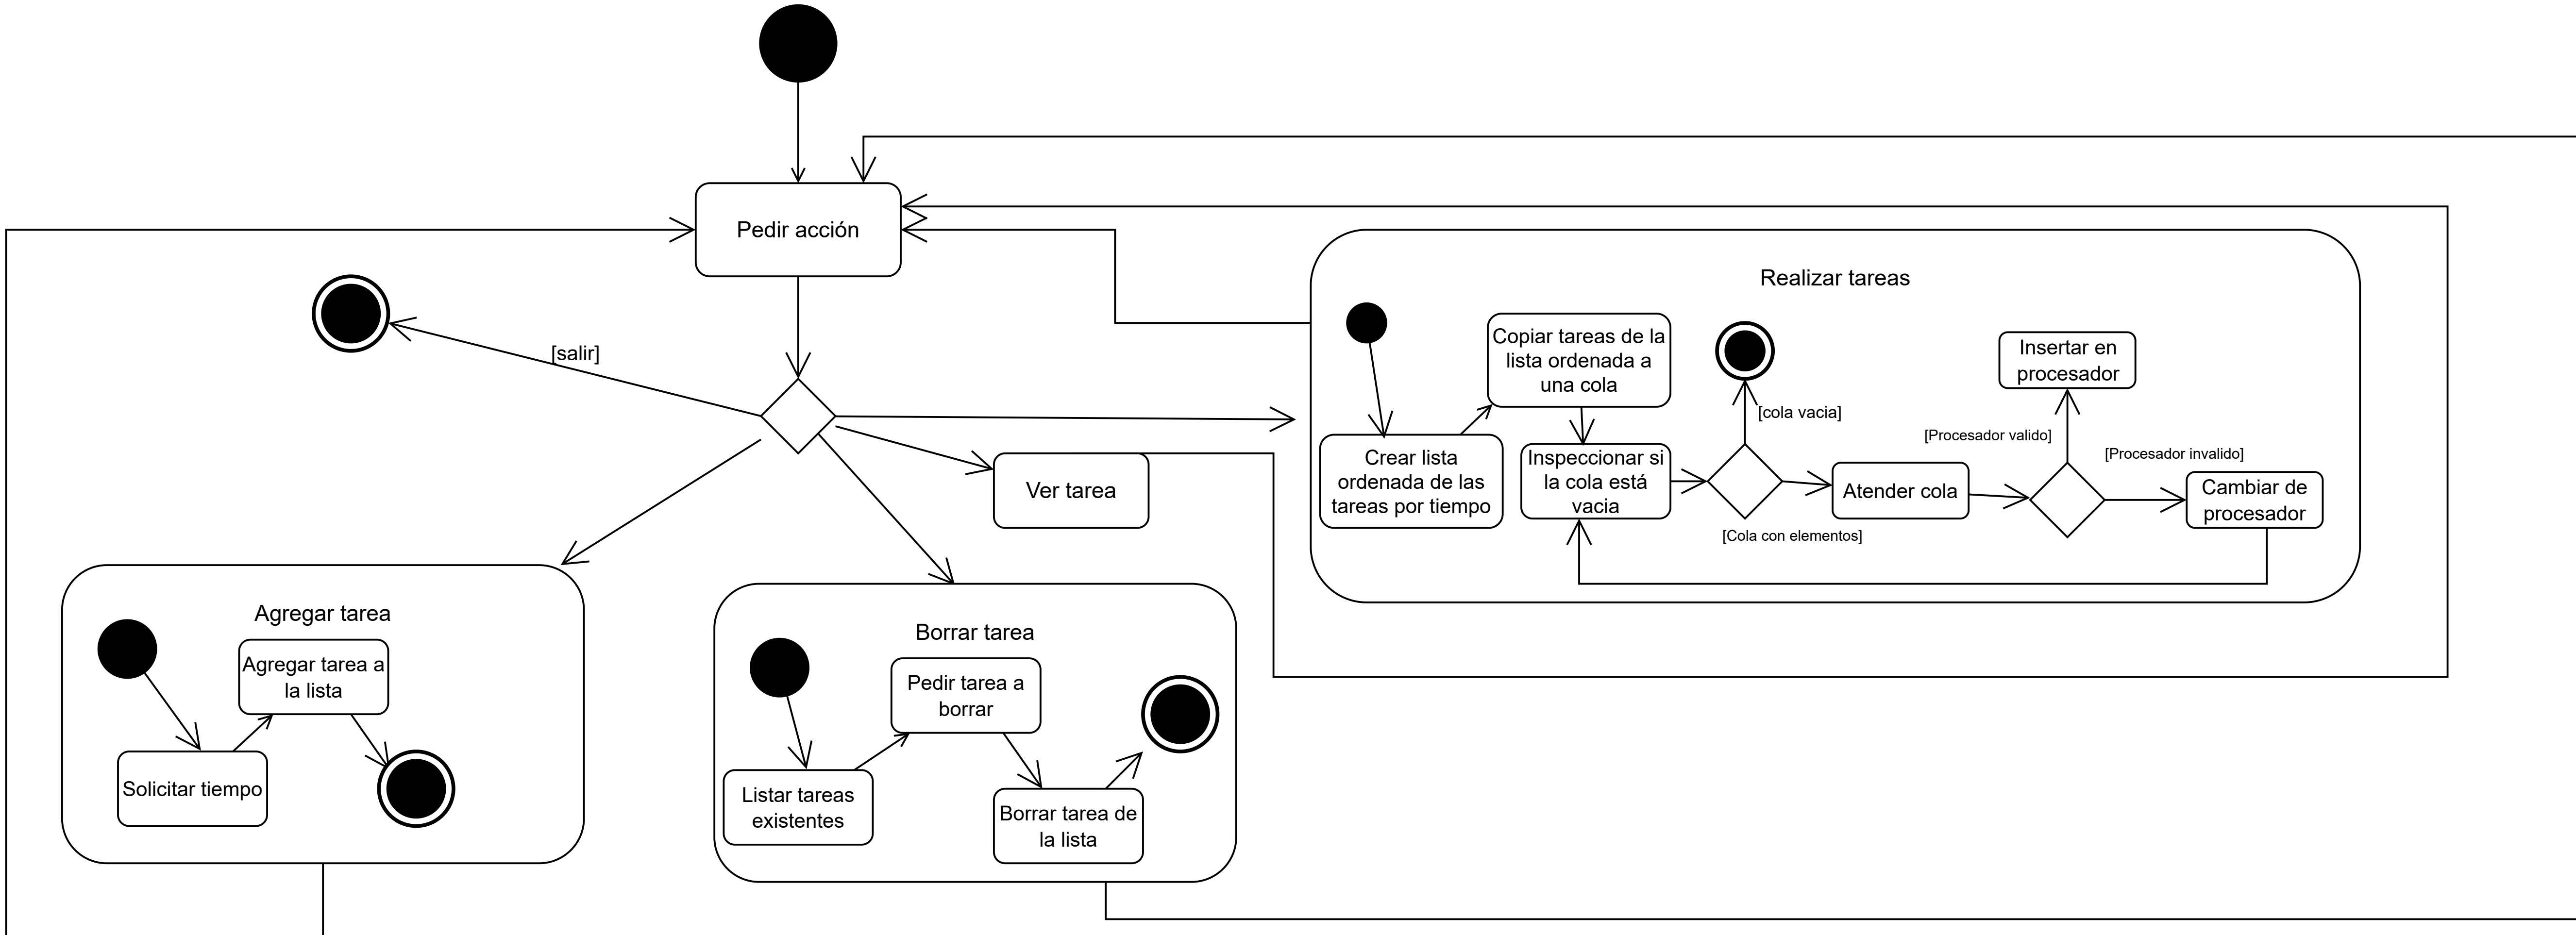 Pedir acción
[salir]
Realizar tareas
Copiar tareas de la
lista ordenada a
una cola
Insertar en
procesador
[cola vacia]
[Procesador valido]
[Procesador invalido]
Crear lista
ordenada de las
tareas por tiempo
Inspeccionar si
la cola está
vacia
Atender cola
Cambiar de
procesador
[Cola con elementos]
Ver tarea
Agregar tarea
Agregar tarea a
la lista
Solicitar tiempo
Borrar tarea
Pedir tarea a
borrar
Listar tareas
existentes
Borrar tarea de
la lista